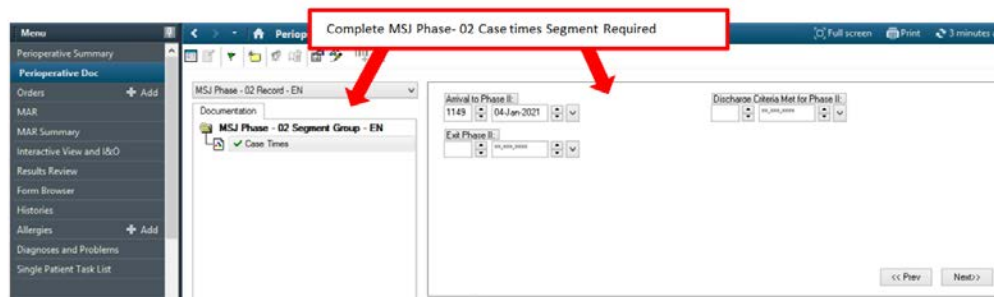 Menu
Periop
Complete MSJ Phase- 02 Case times Segment Required
Full screen
Print
3 minutes
Perioperative Summary
Perioperative Doc
Orders
Add
MAR
MAR Summary
Interactive View and I&O
Results Review
Form Browser
Histories
Allergies
Add
Diagnoses and Problems
Single Patient Task List
MSJ Phase - 02 Record - EN
Documentation
MSJ Phase - 02 Segment Group - EN
Case Times
Arrival to Phase II:
1149
04-Jan-2021
Exit Phase II:
**-***-****
Discharge Criteria Met for Phase II:
**-***-****
<< Prev
Next>>